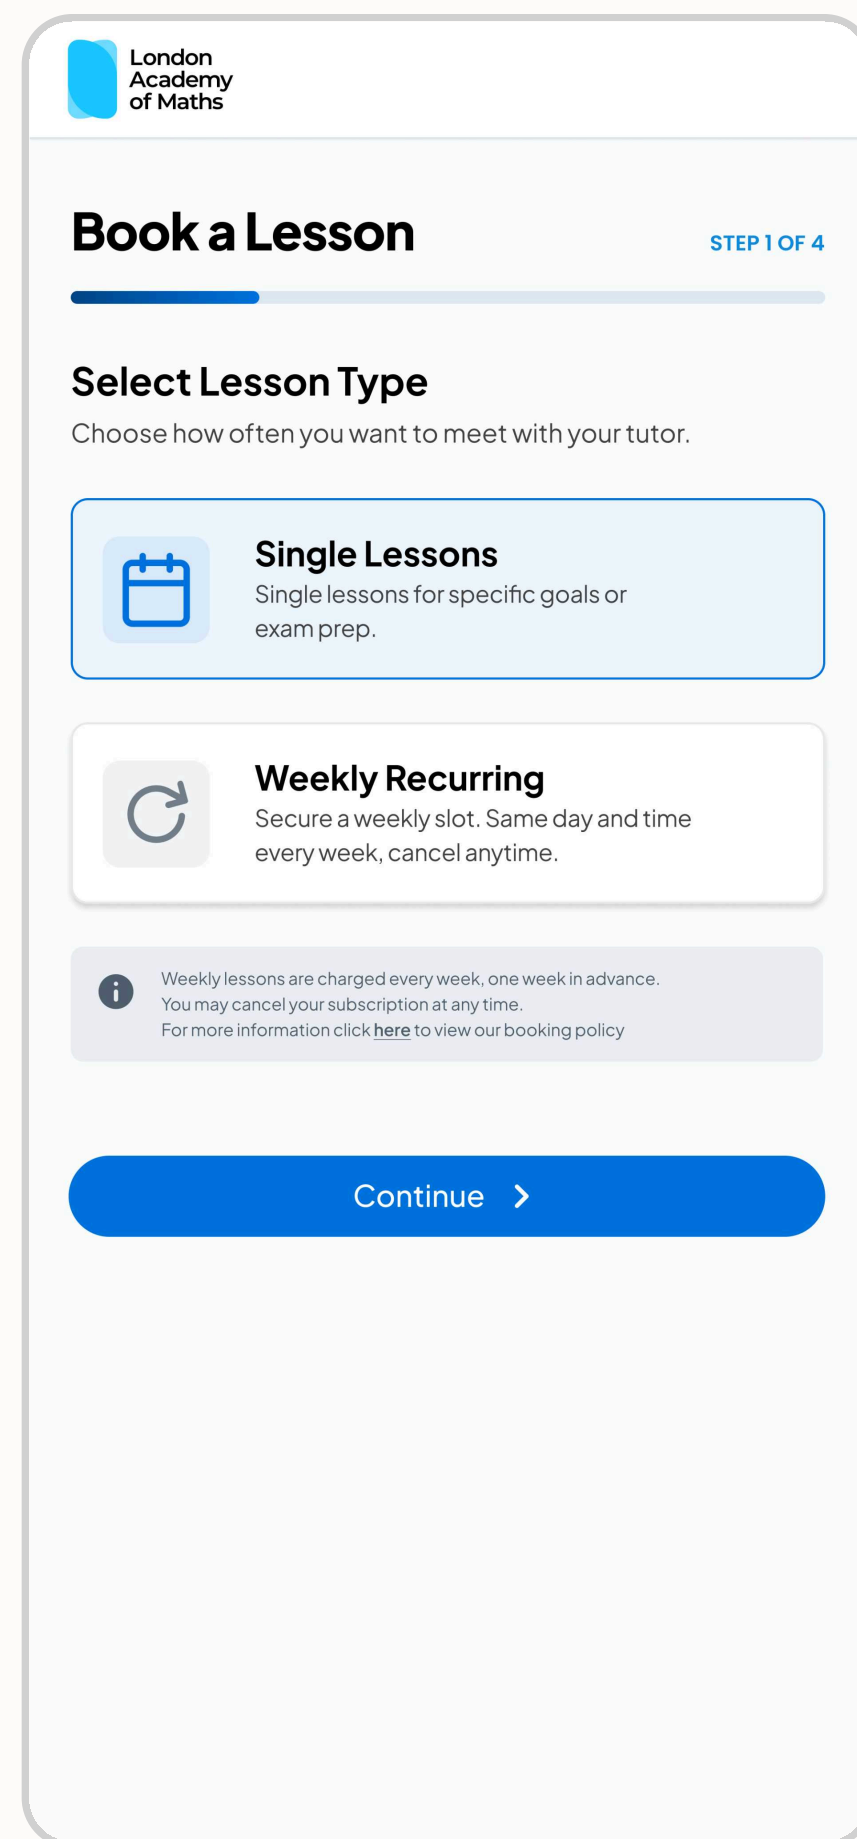 London
Academy
of Maths
Book a Lesson
STEP 1 OF 4
Select Lesson Type
Choose how often you want to meet with your tutor.
Single Lessons
Single lessons for specific goals or
exam prep.
Weekly Recurring
Secure a weekly slot. Same day and time
every week, cancel anytime.
Weekly lessons are charged every week, one week in advance.
You may cancel your subscription at any time.
For more information click here to view our booking policy
Continue